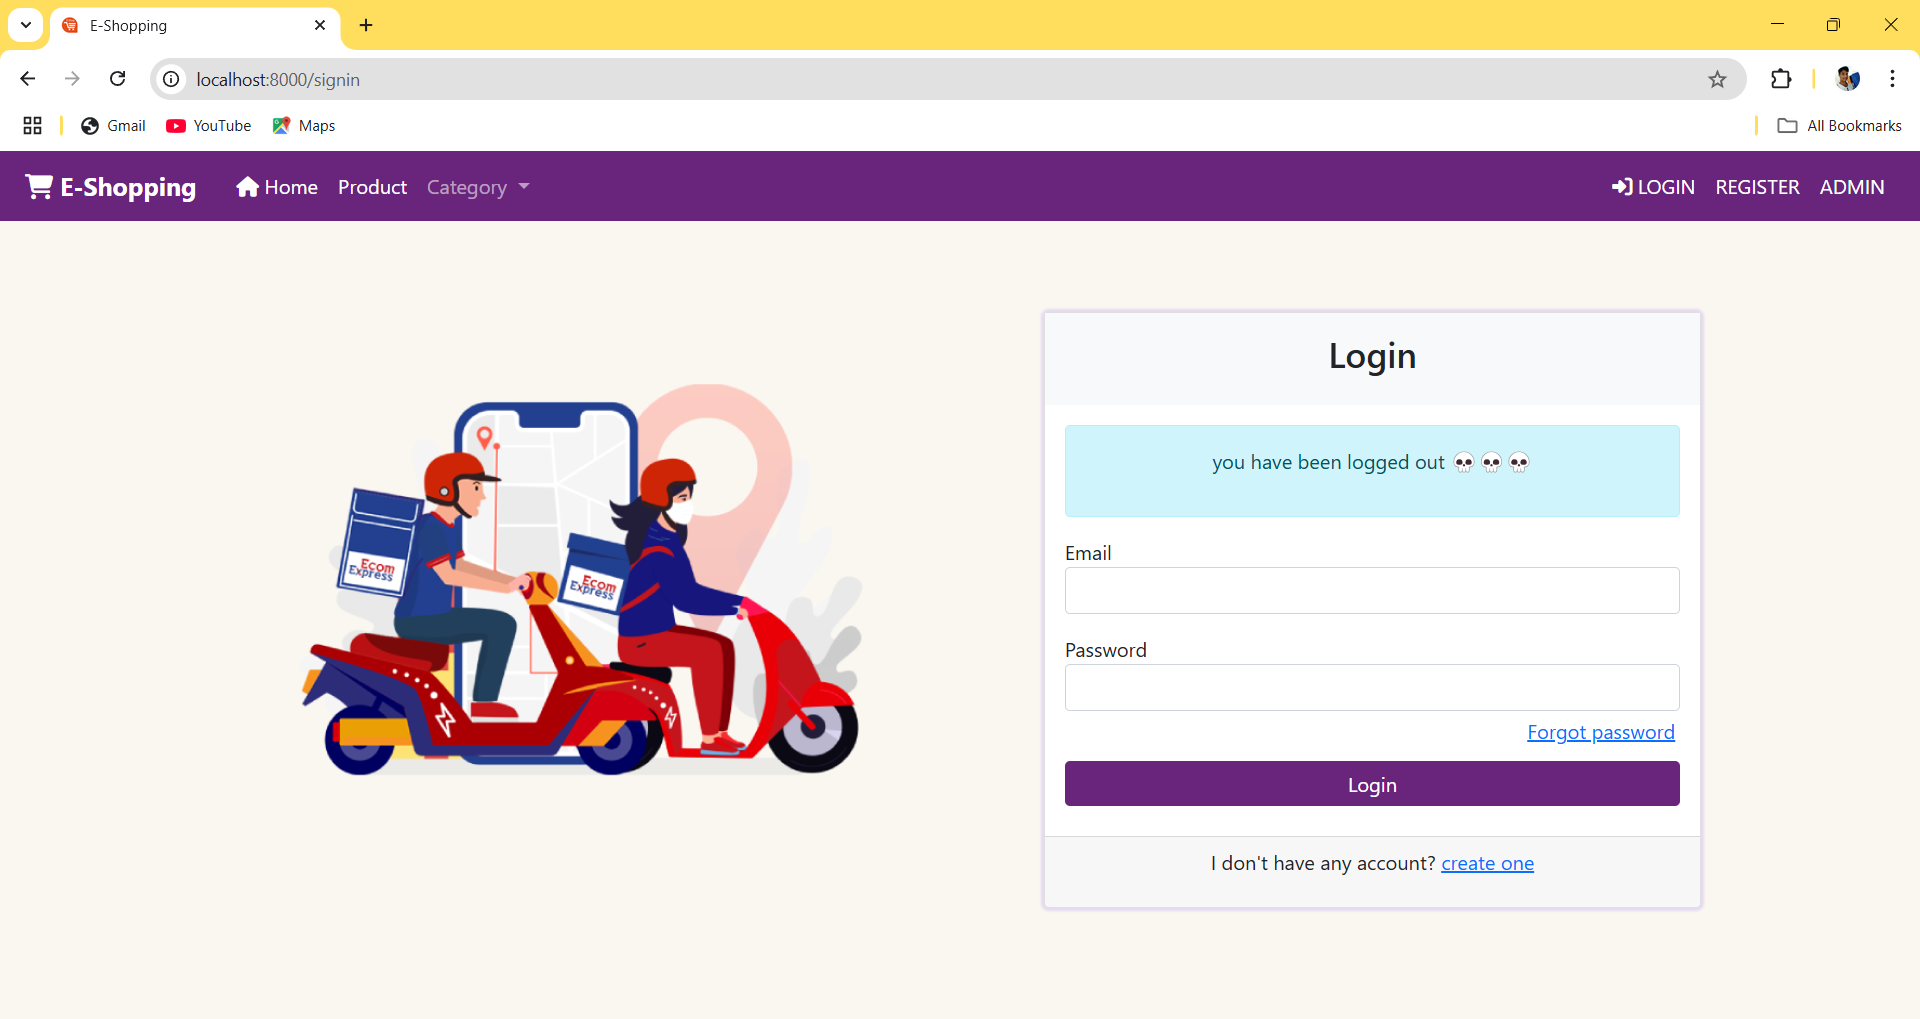 E-Shopping
localhost:8000/signin
Gmail YouTube Maps All Bookmarks
E-Shopping Home Product Category LOGIN REGISTER ADMIN
Login
you have been logged out 💀💀💀
Email
Password
Forgot password
Login
I don't have any account? create one
Ecom
Express
Ecom
Express